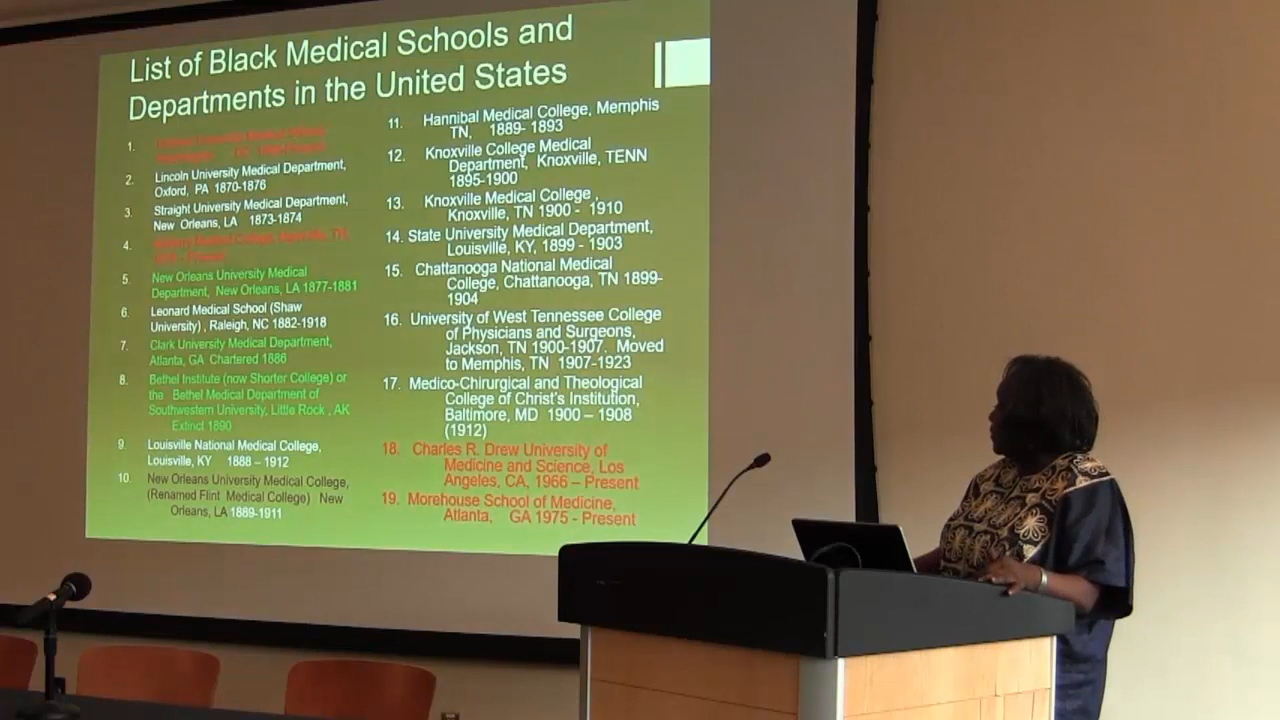 List of Black Medical Schools and
Departments in the United States
1.
2. Lincoln University Medical Department,
Oxford, PA 1870-1876
3. Straight University Medical Department,
New Orleans, LA 1873-1874
4.
5. New Orleans University Medical
Department, New Orleans, LA 1877-1881
6. Leonard Medical School (Shaw
University) , Raleigh, NC 1882-1918
7. Clark University Medical Department,
Atlanta, GA Chartered 1886
8. Bethel Institute (now Shorter College) or
the Bethel Medical Department of
Southwestern University, Little Rock , AK
Extinct 1890
9. Louisville National Medical College,
Louisville, KY 1888 – 1912
10. New Orleans University Medical College,
(Renamed Flint Medical College) New
Orleans, LA 1889-1911
11. Hannibal Medical College, Memphis
TN, 1889- 1893
12. Knoxville College Medical
Department, Knoxville, TENN
1895-1900
13. Knoxville Medical College ,
Knoxville, TN 1900 - 1910
14. State University Medical Department,
Louisville, KY, 1899 - 1903
15. Chattanooga National Medical
College, Chattanooga, TN 1899-
1904
16. University of West Tennessee College
of Physicians and Surgeons,
Jackson, TN 1900-1907. Moved
to Memphis, TN 1907-1923
17. Medico-Chirurgical and Theological
College of Christ's Institution,
Baltimore, MD 1900 – 1908
(1912)
18. Charles R. Drew University of
Medicine and Science, Los
Angeles, CA, 1966 – Present
19. Morehouse School of Medicine,
Atlanta, GA 1975 - Present